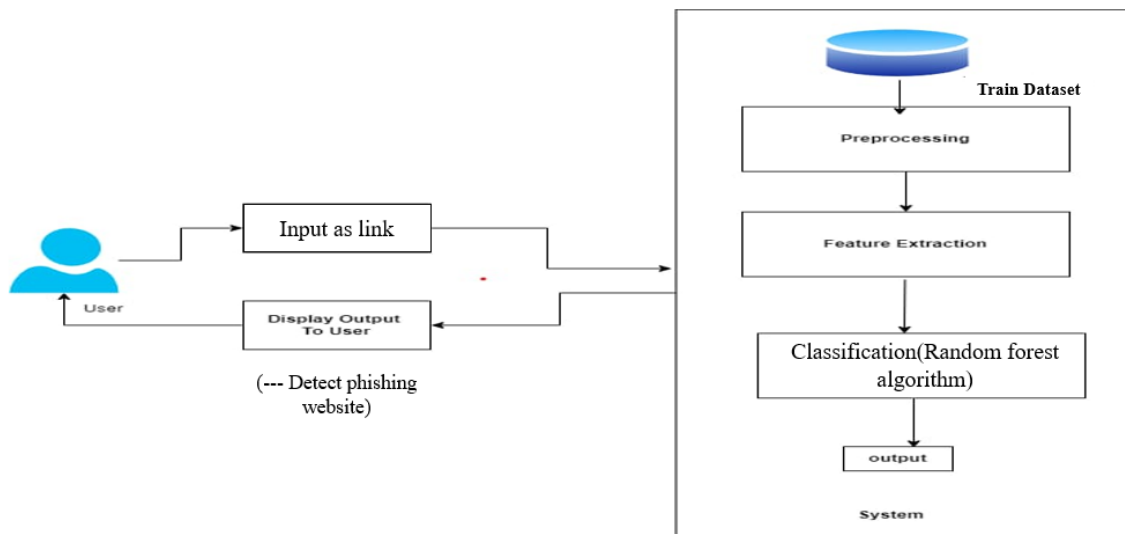 Train Dataset
Preprocessing
Input as link
Feature Extraction
User
Display Output
To User
Classification(Random forest
algorithm)
(--- Detect phishing
website)
output
System